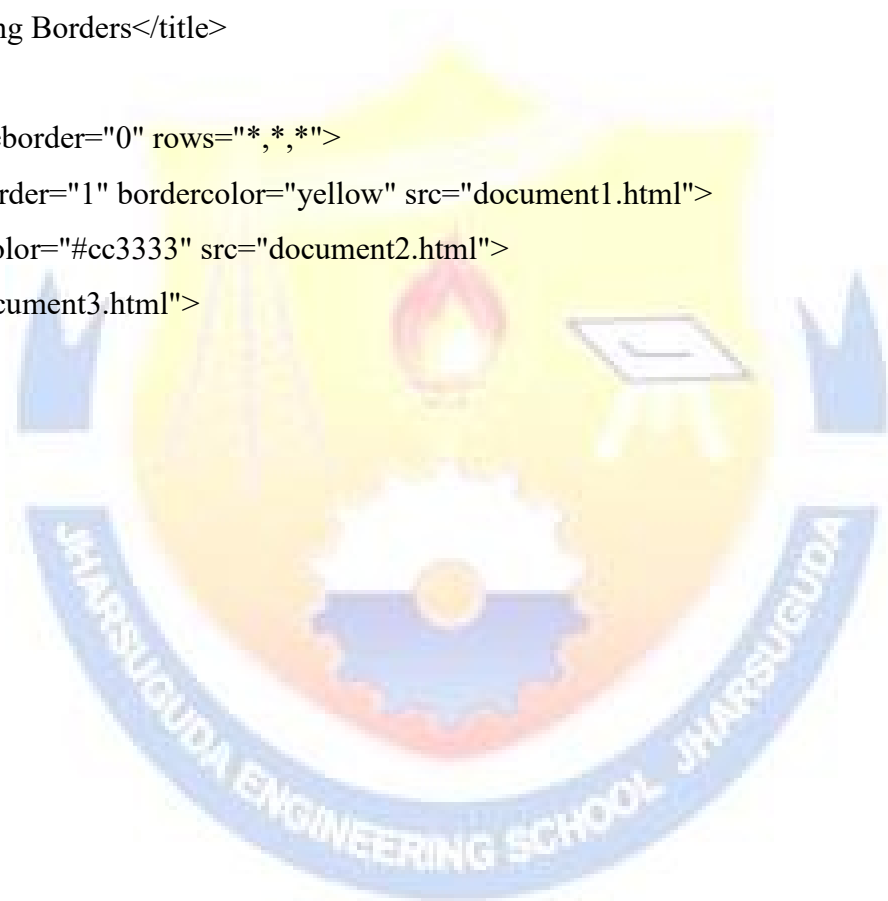 ng Borders</title>
eborder="0" rows="*,*,*">
rder="1" bordercolor="yellow" src="document1.html">
olor="#cc3333" src="document2.html">
cument3.html">
JHARSUGUDA ENGINEERING SCHOOL JHARSUGUDA